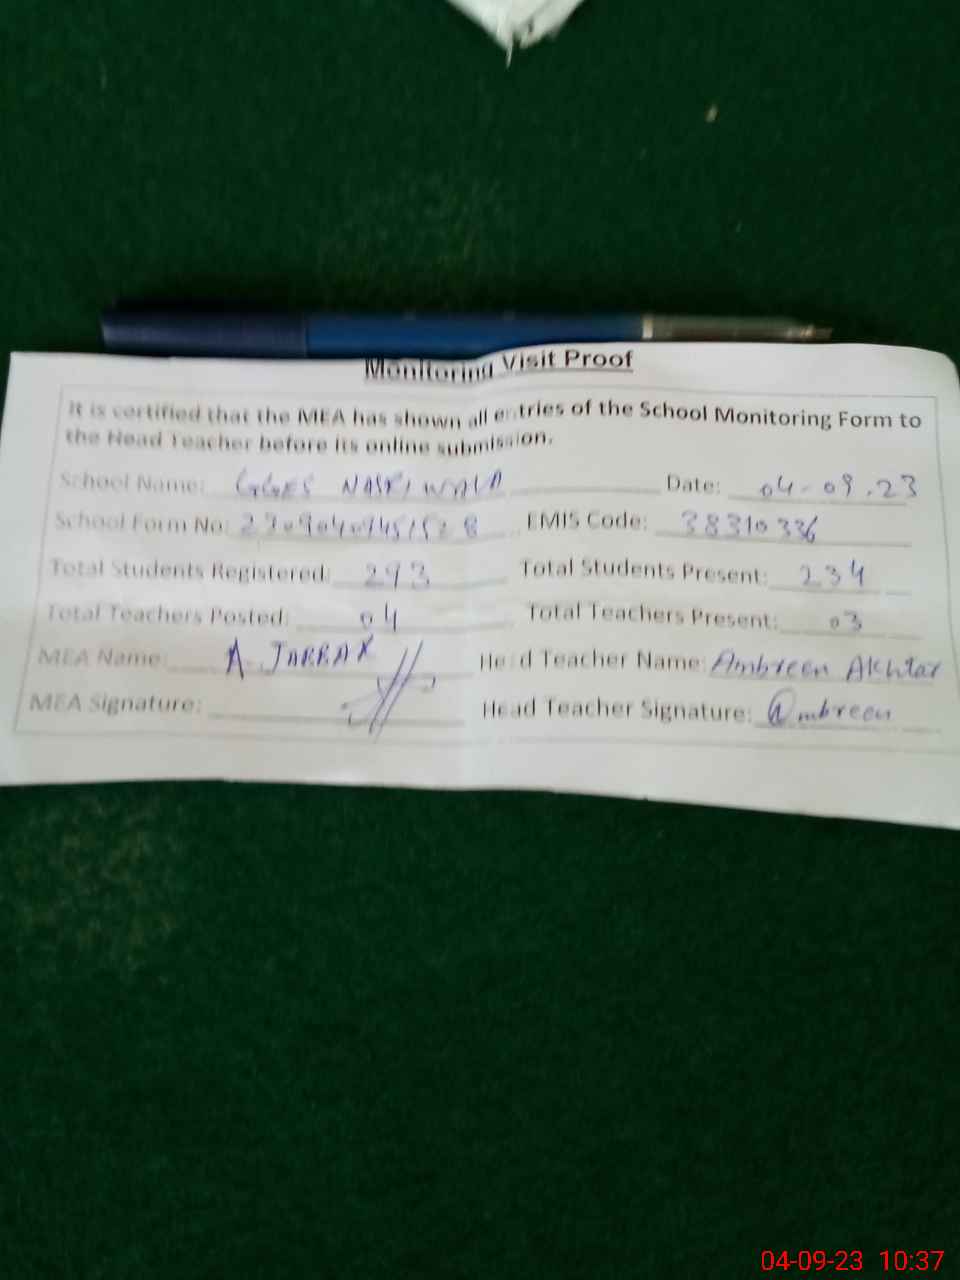 Monitoring Visit Proof
It is certified that the MEA has shown all entries of the School Monitoring Form to
the Head Teacher before its online submission.
School Name: GGES NASRI WALA Date: 04-09.23
School Form No: EMIS Code: 38310336
Total Students Registered: 293 Total Students Present: 234
Total Teachers Posted: 04 Total Teachers Present: 03
MEA Name: A. JABBAR Head Teacher Name: Ambreen Akhtar
MEA Signature: Head Teacher Signature: Ambreen
04-09-23 10:37